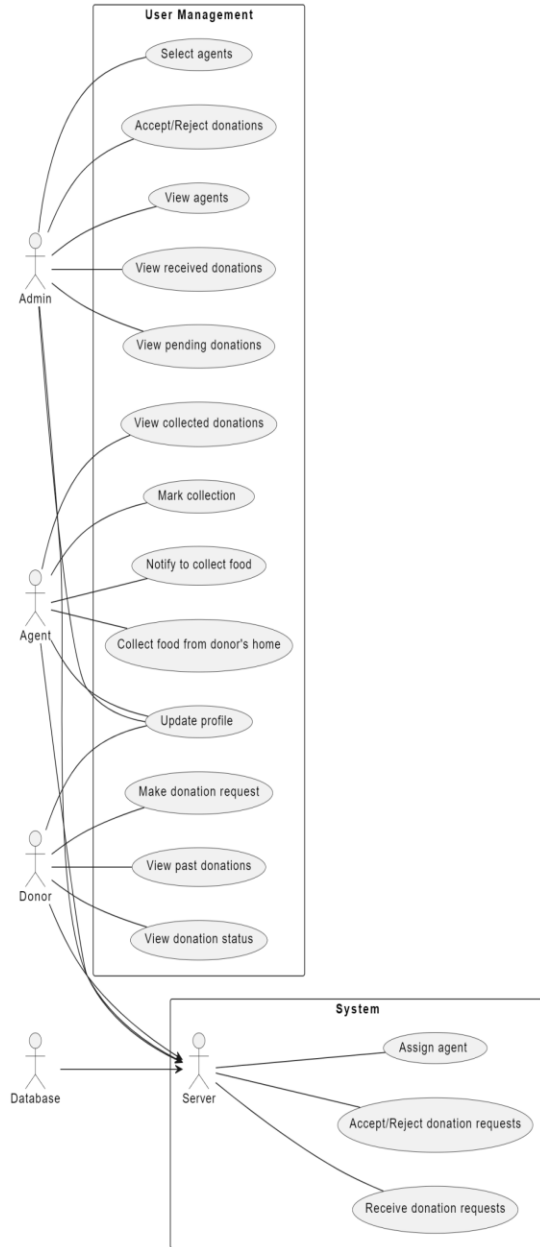 User Management
Select agents
Accept/Reject donations
View agents
View received donations
Admin
View pending donations
View collected donations
Mark collection
Notify to collect food
Agent
Collect food from donor's home
Update profile
Make donation request
View past donations
Donor
View donation status
System
Assign agent
Database
Server
Accept/Reject donation requests
Receive donation requests